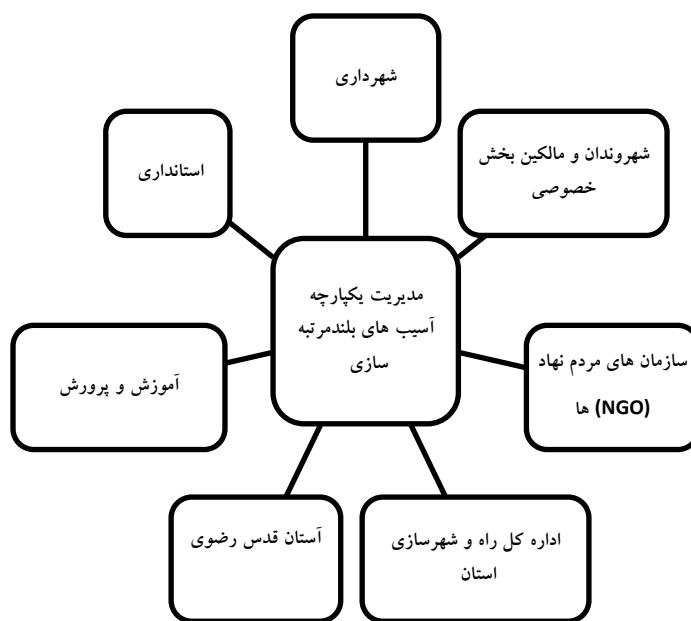 شهرداری
شهروندان و مالکین بخش
خصوصی
استانداری
مدیریت یکپارچه
آسیب های بلندمرتبه
سازی
سازمان های مردم نهاد
(NGO) ها
آموزش و پرورش
آستان قدس رضوی
اداره کل راه و شهرسازی
استان